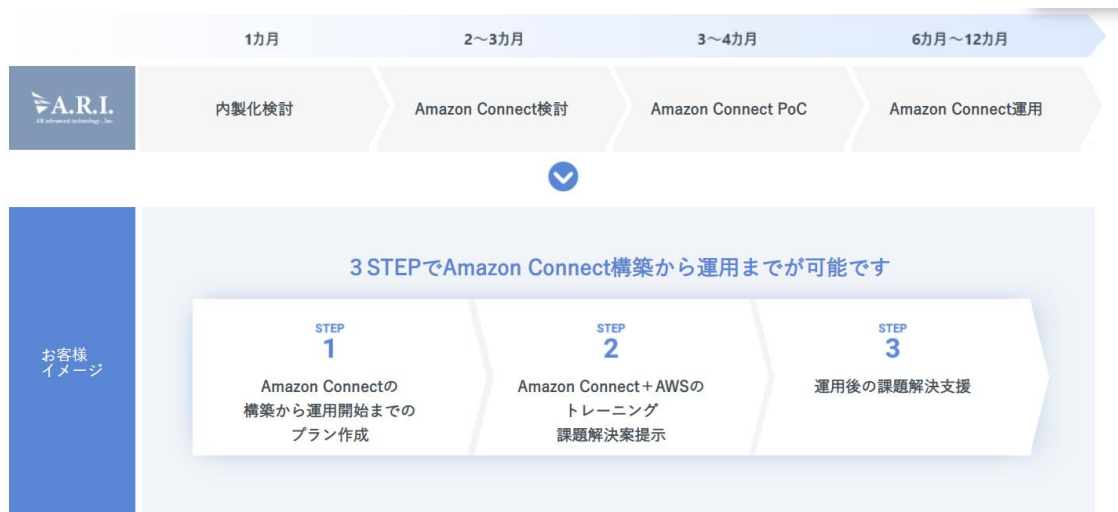 1カ月
2～3カ月
3～4カ月
6カ月～12カ月
A.R.I.
AR advanced technology , Inc
内製化検討
Amazon Connect検討
Amazon Connect PoC
Amazon Connect運用
3 STEPでAmazon Connect構築から運用までが可能です
お客様
イメージ
STEP
1
Amazon Connectの
構築から運用開始までの
プラン作成
STEP
2
Amazon Connect＋AWSの
トレーニング
課題解決案提示
STEP
3
運用後の課題解決支援